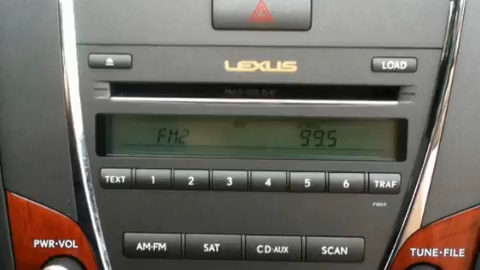 LEXUS
LOAD
FM2 99.5
TEXT 1 2 3 4 5 6 TRAF
PWR·VOL
AM·FM SAT CD·AUX SCAN
TUNE·FILE